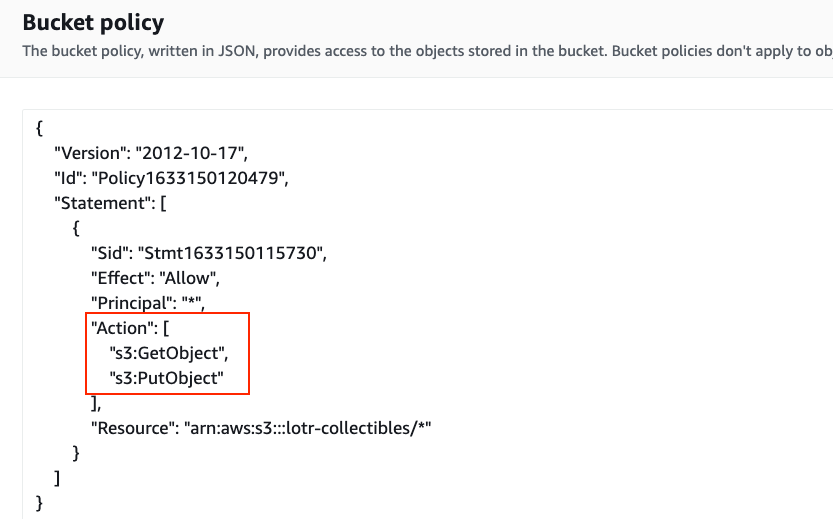 Bucket policy
The bucket policy, written in JSON, provides access to the objects stored in the bucket. Bucket policies don't apply to ob
{
"Version": "2012-10-17",
"Id": "Policy1633150120479",
"Statement": [
{
"Sid": "Stmt1633150115730",
"Effect": "Allow",
"Principal": "*",
"Action": [
"s3:GetObject",
"s3:PutObject"
],
"Resource": "arn:aws:s3:::lotr-collectibles/*"
}
]
}